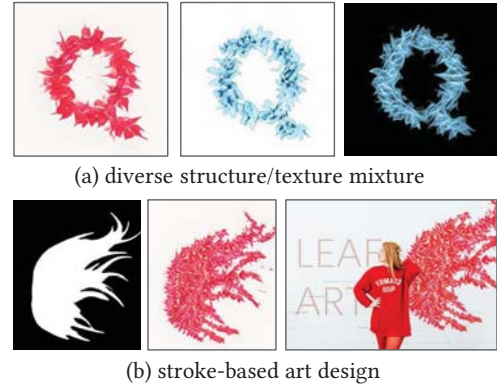 Q Q Q
(a) diverse structure/texture mixture
LEAF
ART
TOMATO
SOUP
(b) stroke-based art design